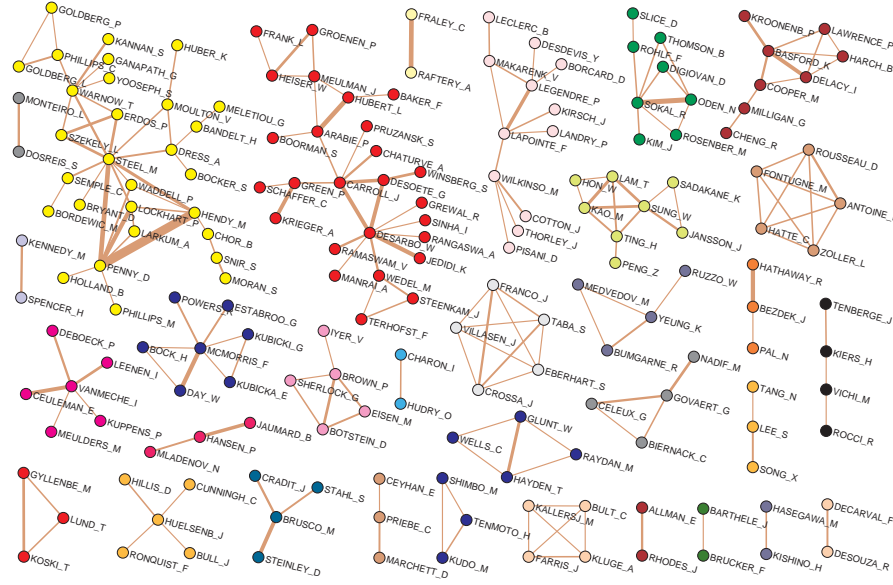 GOLDBERG_P
PHILLIPS_C
GOLDBERG_
KANNAN_S
GANAPATH_G
YOOSEPH_S
WARNOW_T
HUBER_K
MONTEIRO_L
DOSREIS_S
ERDOS_P
SZEKELY_L
MOULTON_V
MELETIOU_G
BANDELT_H
STEEL_M
DRESS_A
BOCKER_S
SEMPLE_C
WADDELL_P
BORDEWIC_M
BRYANT_D
LOCKHART_P
HENDY_M
LARKUM_A
CHOR_B
SNIR_S
MORAN_S
PENNY_D
HOLLAND_B
PHILLIPS_M
KENNEDY_M
SPENCER_H
FRANK_L
GROENEN_P
HEISER_W
MEULMAN_J
HUBERT_L
BAKER_F
ARABIE_P
BOORMAN_S
PRUZANSK_S
CHATURVE_A
CARROLL_J
DESOETE_G
WINSBERG_S
GREEN_P
SCHAFFER_C
KRIEGER_A
GREWAL_R
SINHA_I
RANGASWA_A
DESARBO_W
JEDIDI_K
RAMASWAM_V
WEDEL_M
MANRAI_A
STEENKAM_J
TERHOFST_F
FRALEY_C
RAFTERY_A
LECLERC_B
DESDEVIS_Y
MAKARENK_V
BORCARD_D
LEGENDRE_P
KIRSCH_J
LANDRY_P
LAPOINTE_F
WILKINSO_M
COTTON_J
THORLEY_J
PISANI_D
SLICE_D
THOMSON_B
ROHLF_F
DIGIOVAN_D
SOKAL_R
ODEN_N
KIM_J
ROSENBER_M
KROONENB_P
LAWRENCE_P
BASFORD_K
HARCH_B
DELACY_I
COOPER_M
MILLIGAN_G
CHENG_R
HON_W
LAM_T
SADAKANE_K
KAO_M
SUNG_W
TING_H
JANSSON_J
PENG_Z
ROUSSEAU_D
FONTUGNE_M
ANTOINE_
HATTE_C
ZOLLER_L
POWERS_R
ESTABROO_G
KUBICKI_G
BOCK_H
MCMORRIS_F
DAY_W
KUBICKA_E
DEBOECK_P
LEENEN_I
VANMECHE_I
CEULEMAN_E
KUPPENS_P
MEULDERS_M
JAUMARD_B
HANSEN_P
MLADENOV_N
IYER_V
BROWN_P
SHERLOCK_G
EISEN_M
BOTSTEIN_D
CHARON_I
HUDRY_O
FRANCO_J
VILLASEN_J
TABA_S
EBERHART_S
CROSSA_J
MEDVEDOV_M
RUZZO_W
YEUNG_K
BUMGARNE_R
NADIF_M
CELEUX_G
GOVAERT_G
BIERNACK_C
HATHAWAY_R
BEZDEK_J
PAL_N
TENBERGE_J
KIERS_H
VICHI_M
ROCCI_R
TANG_N
LEE_S
SONG_X
GLUNT_W
WELLS_C
RAYDAN_M
HAYDEN_T
GYLLENBE_M
LUND_T
KOSKI_T
HILLIS_D
CUNNINGH_C
HUELSENB_J
RONQUIST_F
BULL_J
CRADIT_J
STAHL_S
BRUSCO_M
STEINLEY_D
CEYHAN_E
PRIEBE_C
MARCHETT_D
SHIMBO_M
TENMOTO_H
KUDO_M
KALLERSJ_M
BULT_C
FARRIS_J
KLUGE_A
ALLMAN_E
RHODES_J
BARTHELE_J
BRUCKER_F
HASEGAWA_M
KISHINO_H
DECARVAL_F
DESOUZA_R